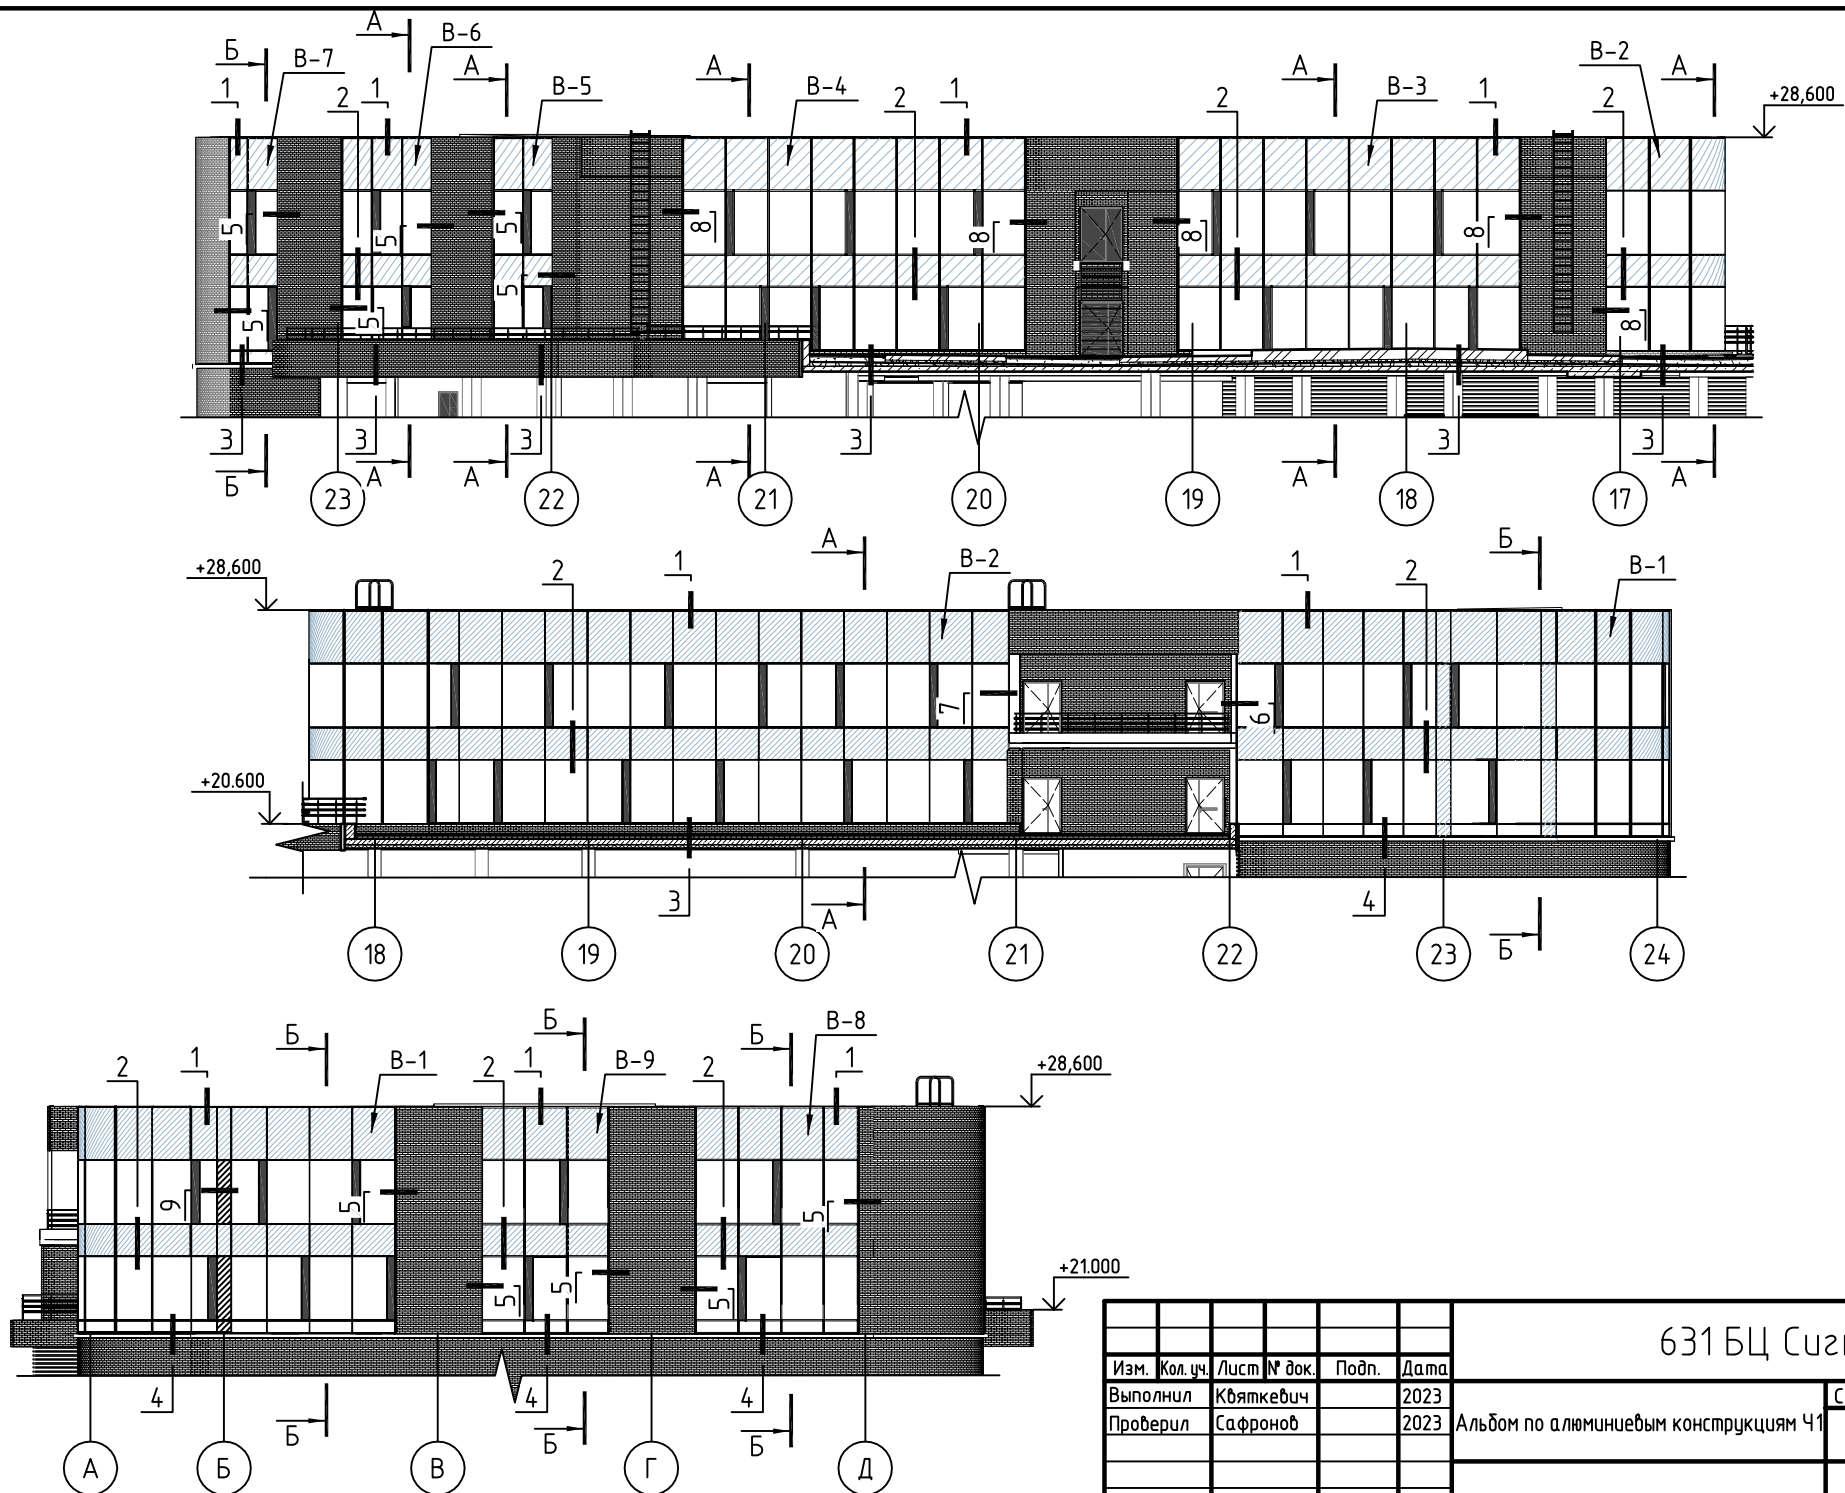 А В-6
Б В-7 А В-5 А В-4 2 1 А В-3 1 В-2 А
1 2 1 2 2 +28,600
5 5 5 8 8 8 8
5 5 5 8
3 3 3 3 3 3
Б А А А А А
23 22 21 20 19 18 17
А Б
+28,600 2 1 В-2 1 2 В-1
7 6
+20.600
3 А 4 Б
18 19 20 21 22 23 24
Б Б Б В-8
2 1 В-1 2 1 В-9 2 1 +28,600
9 5 5
5 5 5 +21.000
4 4 4
Б Б Б
А Б В Г Д
631 БЦ Сиг
Изм. Кол. уч. Лист № док. Подп. Дата
Выполнил Квяткевич 2023 С
Проверил Сафронов 2023 Альбом по алюминиевым конструкциям Ч1